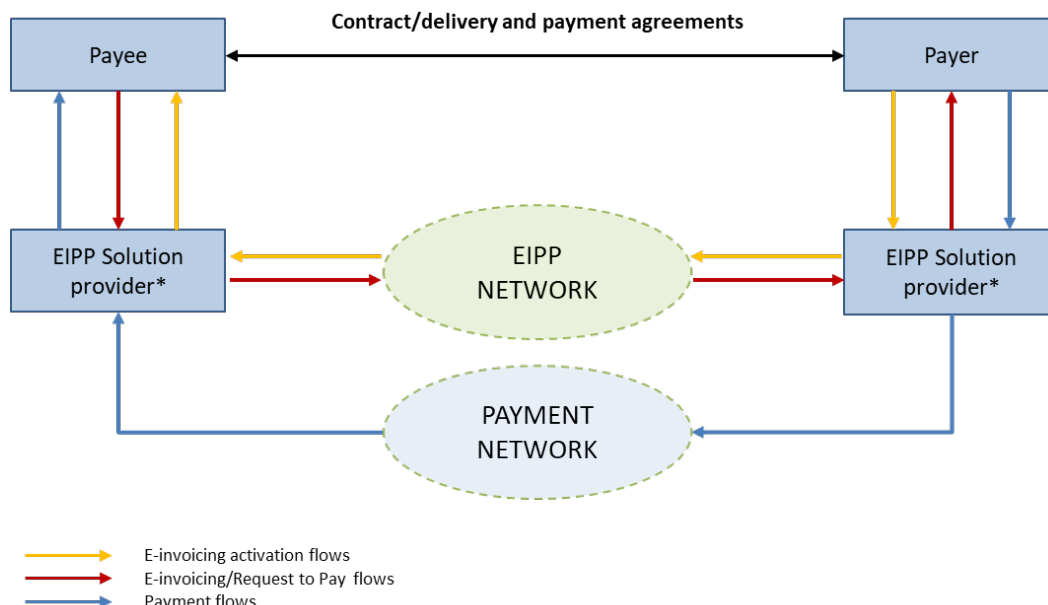 Contract/delivery and payment agreements
Payee
Payer
EIPP Solution
provider*
EIPP
NETWORK
EIPP Solution
provider*
PAYMENT
NETWORK
E-invoicing activation flows
E-invoicing/Request to Pay flows
Payment flows